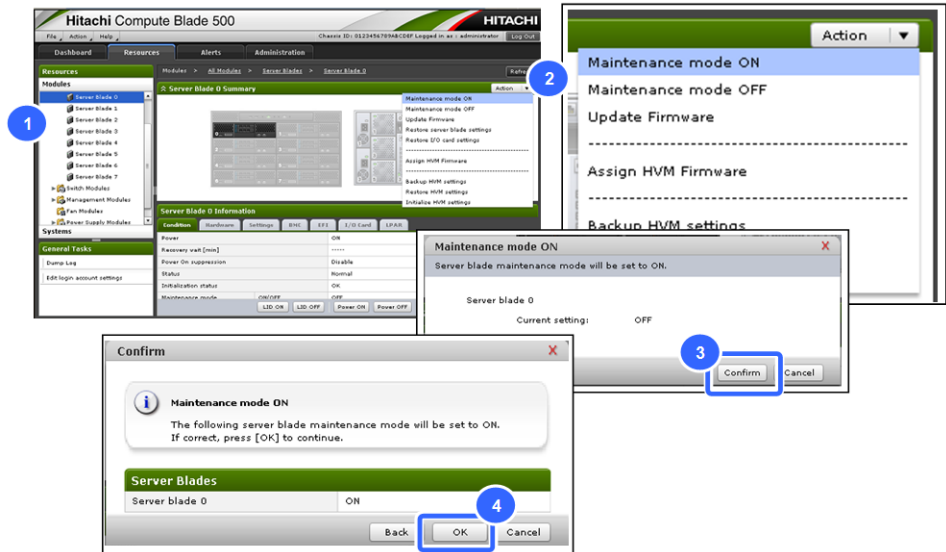 Hitachi Compute Blade 500
HITACHI
File Action Help
Chassis ID: 0123456789ABCDEF Logged in as : administrator Log Out
Dashboard Resources Alerts Administration
Resources
Modules > All Modules > Server Blades > Server Blade 0
Modules
Server Blade 0
Server Blade 1
Server Blade 2
Server Blade 3
Server Blade 4
Server Blade 5
Server Blade 6
Server Blade 7
Switch Modules
Management Modules
Fan Modules
Power Supply Modules
Systems
General Tasks
Dump Log
Edit login account settings
1
Server Blade 0 Summary
Action
2
Maintenance mode ON
Maintenance mode OFF
Update Firmware
Restore server blade settings
Restore I/O card settings
Assign HVM Firmware
Backup HVM settings
Restore HVM settings
Initialize HVM settings
Server Blade 0 Information
Condition Hardware Settings BMC EFI I/O Card LPAR
Power ON
Recovery wait [min] -----
Power On suppression Disable
Status Normal
Initialization status OK
Maintenance mode ON/OFF OFF
LID ON LID OFF Power ON Power OFF
Action
Maintenance mode ON
Maintenance mode OFF
Update Firmware
Assign HVM Firmware
Backup HVM settings
Maintenance mode ON X
Server blade maintenance mode will be set to ON.
Server blade 0
Current setting: OFF
3
Confirm Cancel
Confirm X
Maintenance mode ON
The following server blade maintenance mode will be set to ON.
If correct, press [OK] to continue.
Server Blades
Server blade 0 ON
4
Back OK Cancel